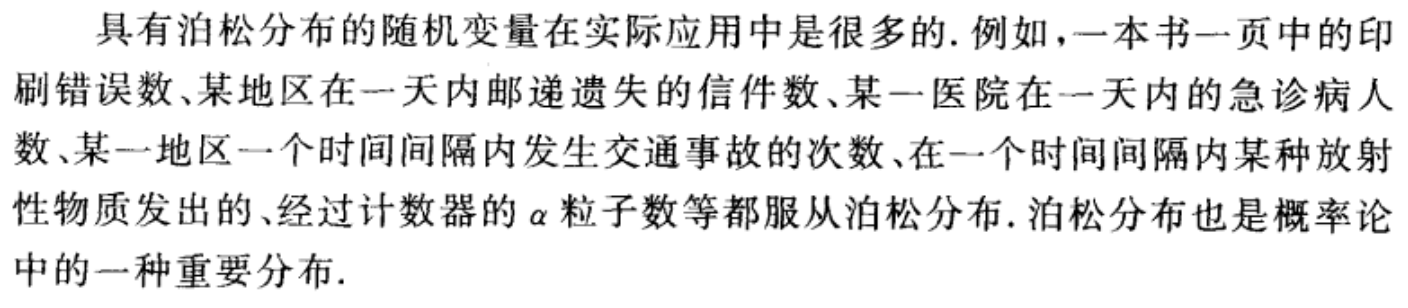 具有泊松分布的随机变量在实际应用中是很多的.例如,一本书一页中的印
刷错误数、某地区在一天内邮递遗失的信件数、某一医院在一天内的急诊病人
数、某一地区一个时间间隔内发生交通事故的次数、在一个时间间隔内某种放射
性物质发出的、经过计数器的 α 粒子数等都服从泊松分布.泊松分布也是概率论
中的一种重要分布.